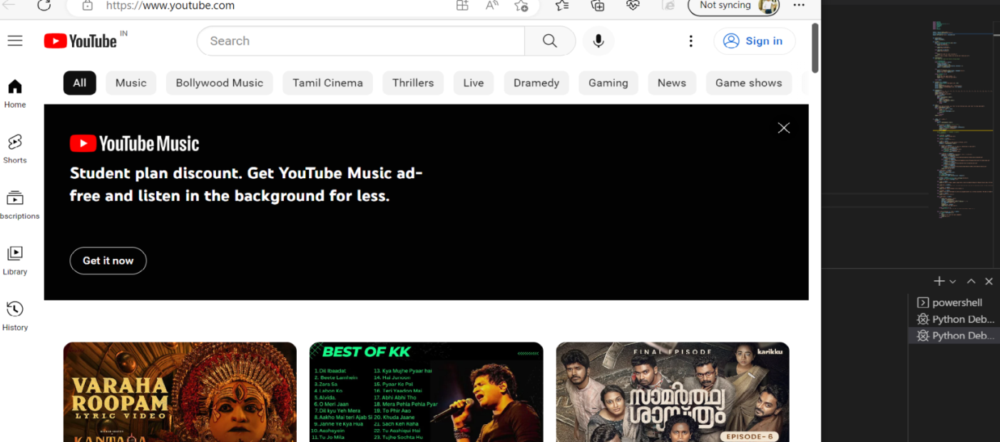 https://www.youtube.com
Not syncing
YouTube IN
Search
Sign in
All
Music
Bollywood Music
Tamil Cinema
Thrillers
Live
Dramedy
Gaming
News
Game shows
Home
Shorts
bscriptions
Library
History
YouTube Music
Student plan discount. Get YouTube Music ad-
free and listen in the background for less.
Get it now
powershell
Python Deb...
Python Deb...
VARAHA
ROOPAM
LYRIC VIDEO
KANTARA
BEST OF KK
1.Dil Ibaadat
2. Beete Lamhein
3.Zara Sa
4.Labon Ko
5.Alvida.
6.O Meri Jaan
7.Dil kyu Yeh Mera
8.Aakho Mai teri Ajab Si
9.Janne Ye Kya Hua
10.Aashayein
11.Tu Jo Mila
13. Kya Mujhe Pyaar hai
14. Hai Junoon
15. Pyaar Ke Pal
16. Teri Yaadon Mai
17. Abhi Abhi Tho
18. Mera Pehla Pehla Pyar
19. To Phir Aao
20. Khuda Jaane
21. Sach Keh Raha
22. Tu Aashiqui Hai
23. Tujhe Sochta Hu
FINAL EPISODE
karikku
സാമർത്ഥ്യ
ശാസ്ത്രം
EPISODE- 6